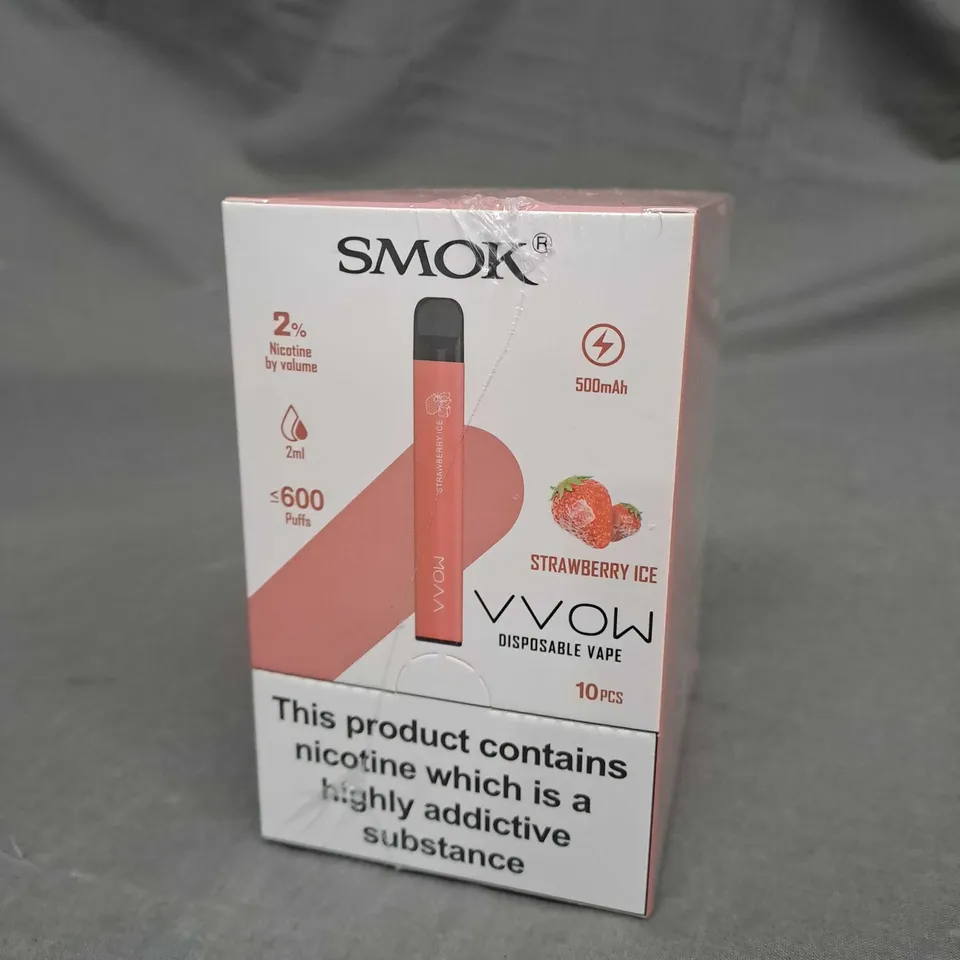 SMOK®
2%
Nicotine
by volume
2ml
≤600
Puffs
500mAh
STRAWBERRY ICE
VVOW
STRAWBERRY ICE
VVOW
DISPOSABLE VAPE
10PCS
This product contains
nicotine which is a
highly addictive
substance